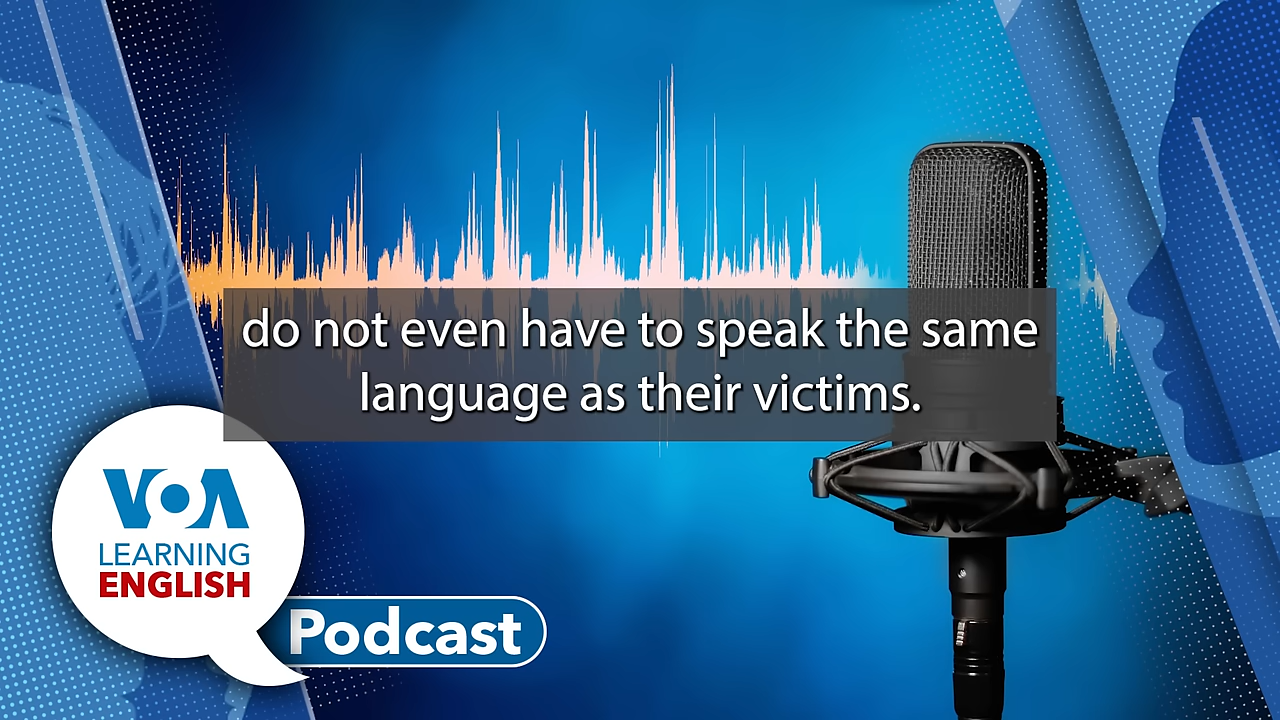 do not even have to speak the same
language as their victims.
VOA
LEARNING
ENGLISH
Podcast